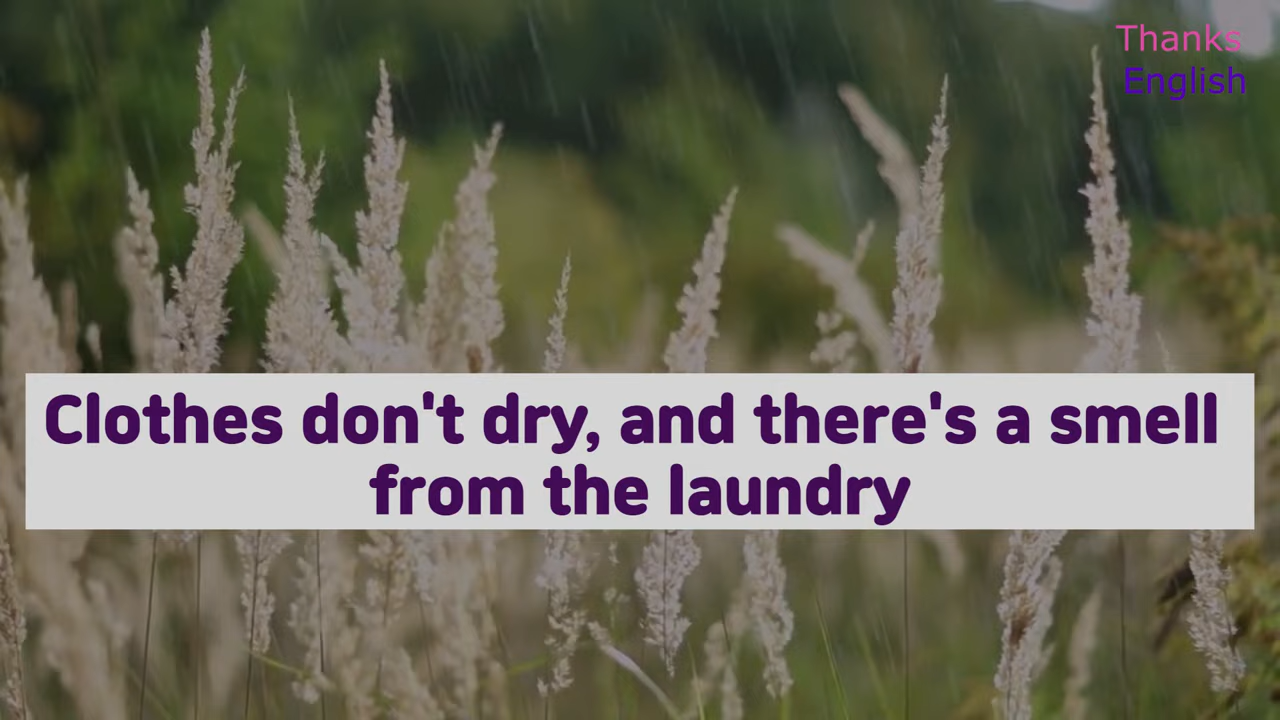 Thanks
English
Clothes don't dry, and there's a smell
from the laundry